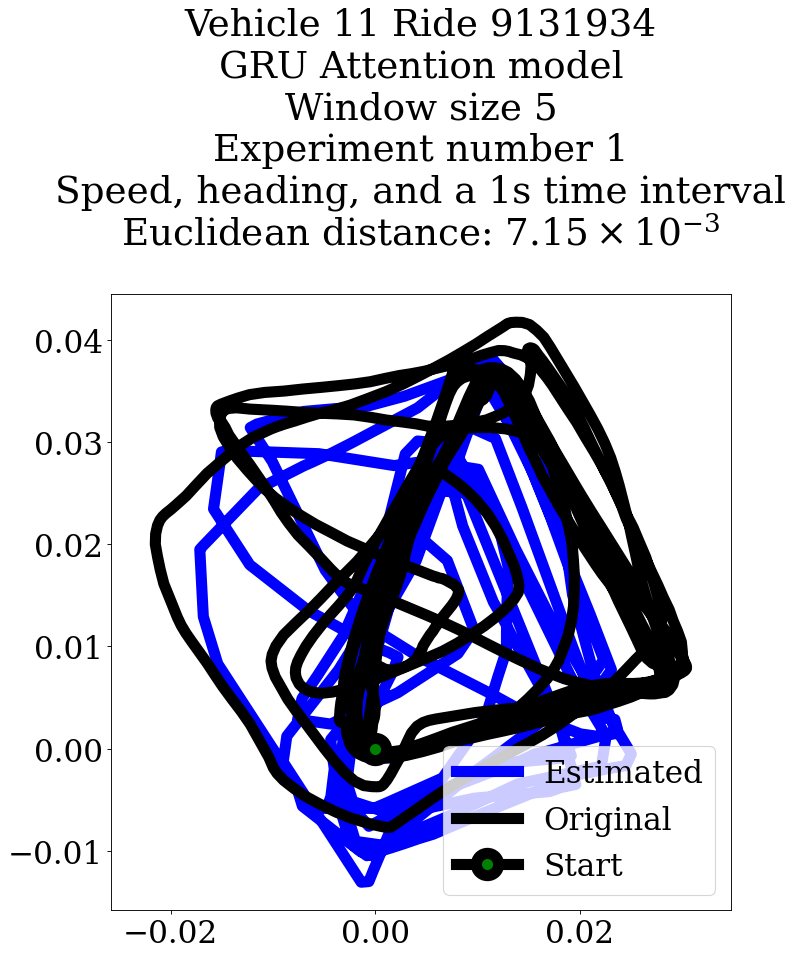 Vehicle 11 Ride 9131934
GRU Attention model
Window size 5
Experiment number 1
Speed, heading, and a 1s time interval
Euclidean distance: 7.15 × 10⁻³
0.04
0.03
0.02
0.01
0.00
−0.01
Estimated
Original
Start
−0.02 0.00 0.02